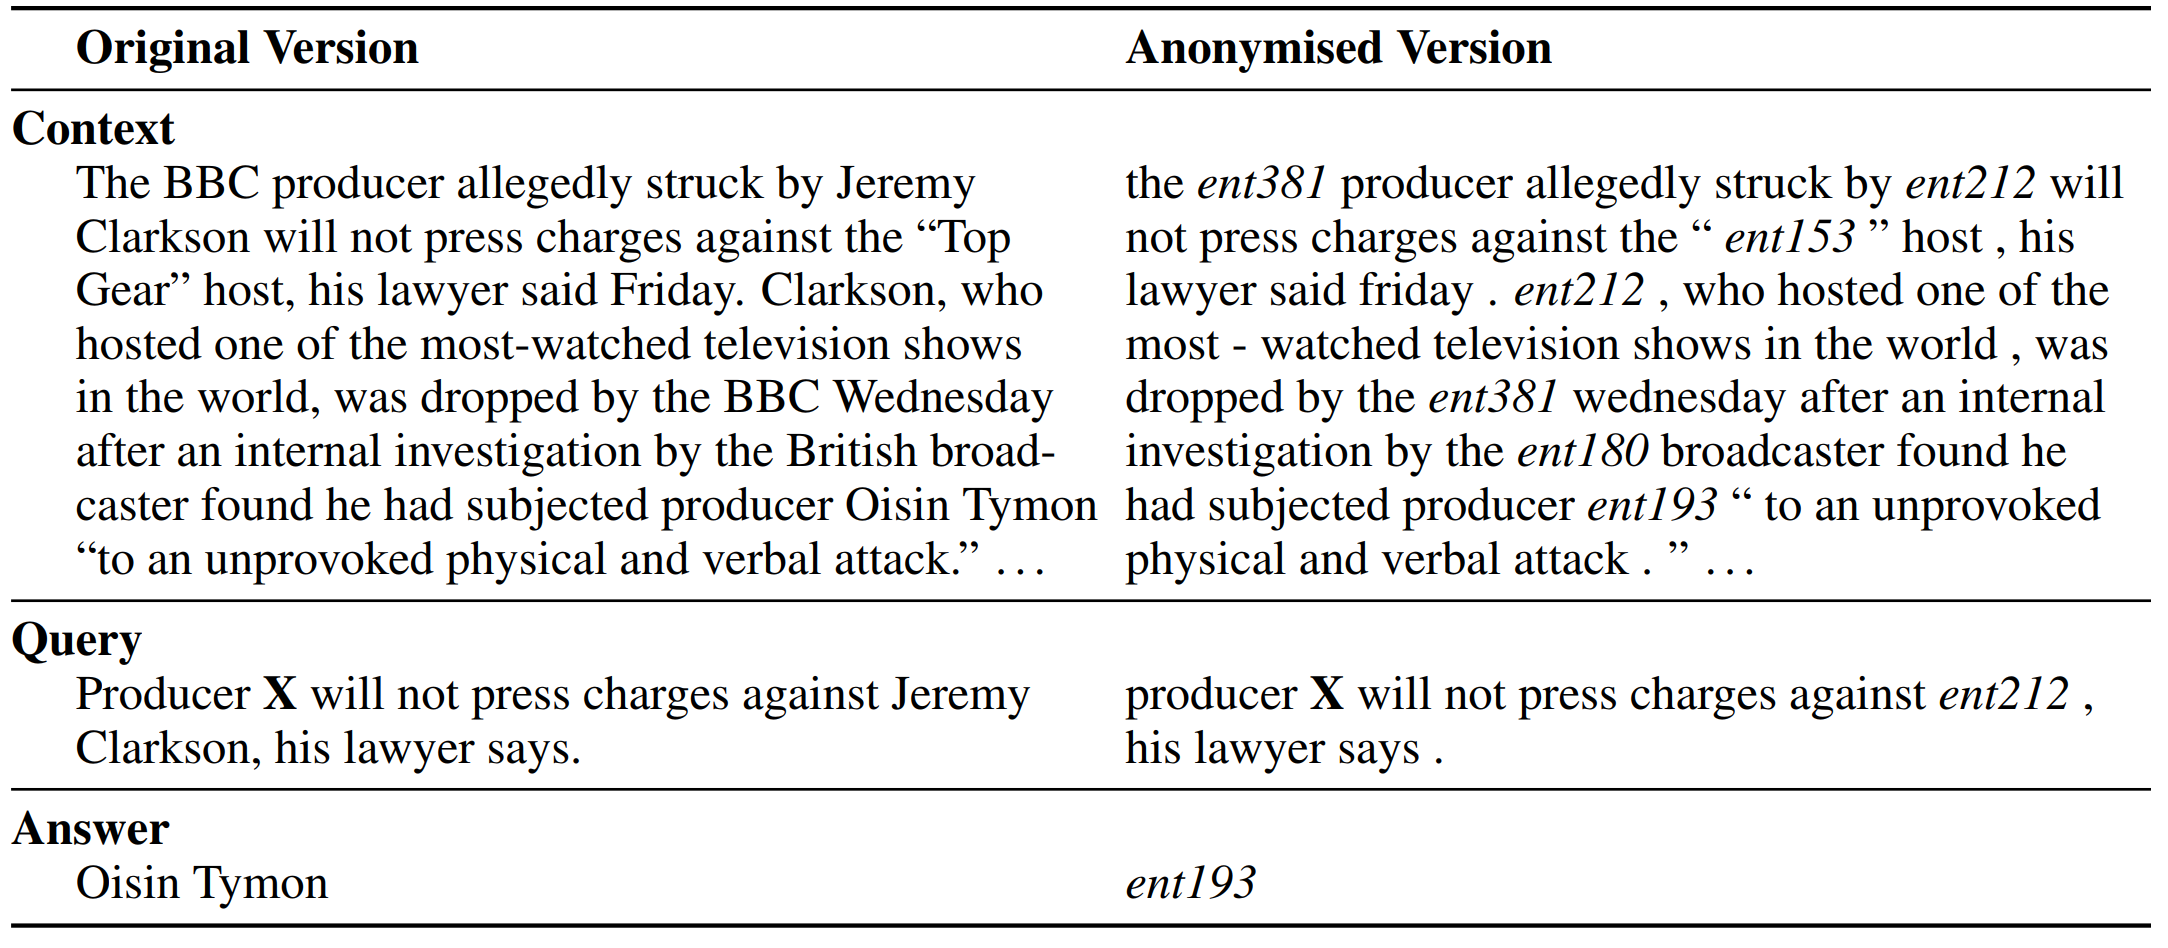 Original Version Anonymised Version
Context
The BBC producer allegedly struck by Jeremy the ent381 producer allegedly struck by ent212 will
Clarkson will not press charges against the “Top not press charges against the “ ent153 ” host , his
Gear” host, his lawyer said Friday. Clarkson, who lawyer said friday . ent212 , who hosted one of the
hosted one of the most-watched television shows most - watched television shows in the world , was
in the world, was dropped by the BBC Wednesday dropped by the ent381 wednesday after an internal
after an internal investigation by the British broad- investigation by the ent180 broadcaster found he
caster found he had subjected producer Oisin Tymon had subjected producer ent193 “ to an unprovoked
“to an unprovoked physical and verbal attack.” ... physical and verbal attack . ” ...
Query
Producer X will not press charges against Jeremy producer X will not press charges against ent212 ,
Clarkson, his lawyer says. his lawyer says .
Answer
Oisin Tymon ent193